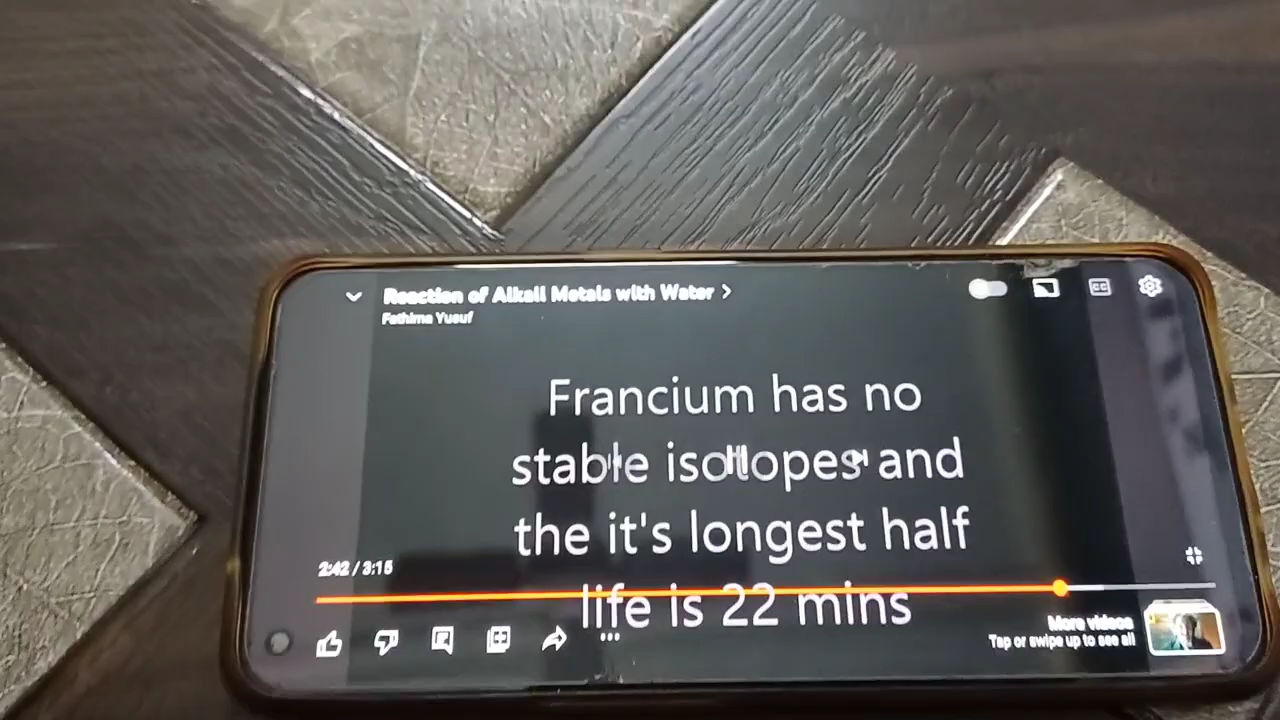 Reaction of Alkali Metals with Water
Fathima Yusuf
CC
Francium has no
stable isotopes and
the it's longest half
life is 22 mins
2:42 / 3:15
More videos
Tap or swipe up to see all